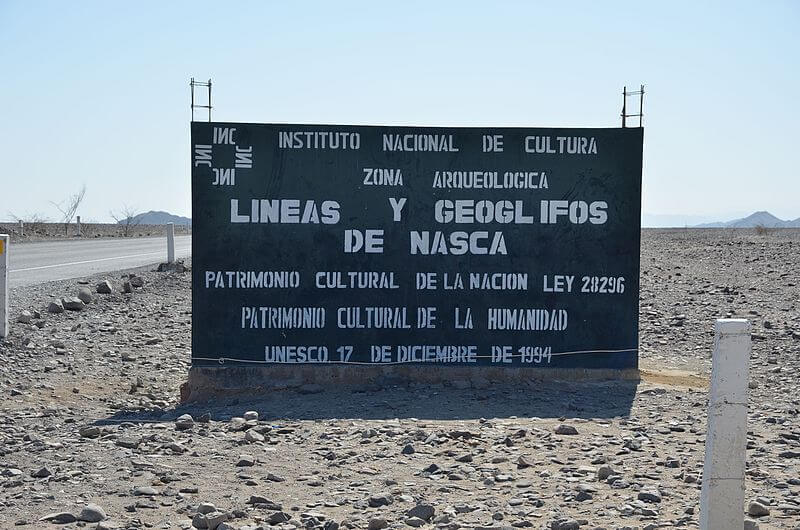 INC
INC
INC
INC
INSTITUTO NACIONAL DE CULTURA
ZONA ARQUEOLOGICA
LINEAS Y GEOGLIFOS
DE NASCA
PATRIMONIO CULTURAL DE LA NACION LEY 28296
PATRIMONIO CULTURAL DE LA HUMANIDAD
UNESCO 17 DE DICIEMBRE DE 1994